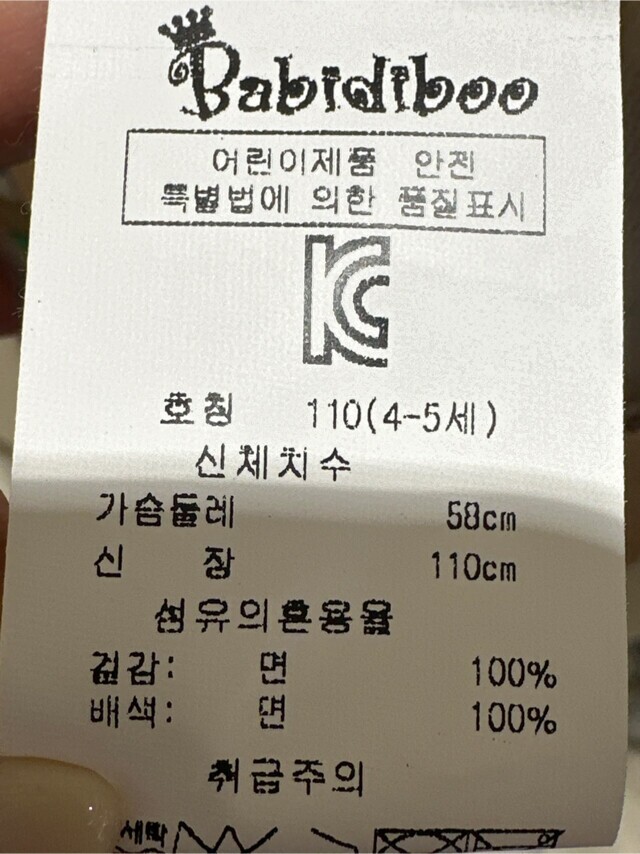 Babidiboo
어린이제품 안전
특별법에 의한 품질표시
KC
호칭 110(4-5세)
신체치수
가슴둘레 58cm
신 장 110cm
섬유의혼용율
겉감: 면 100%
배색: 면 100%
취급주의